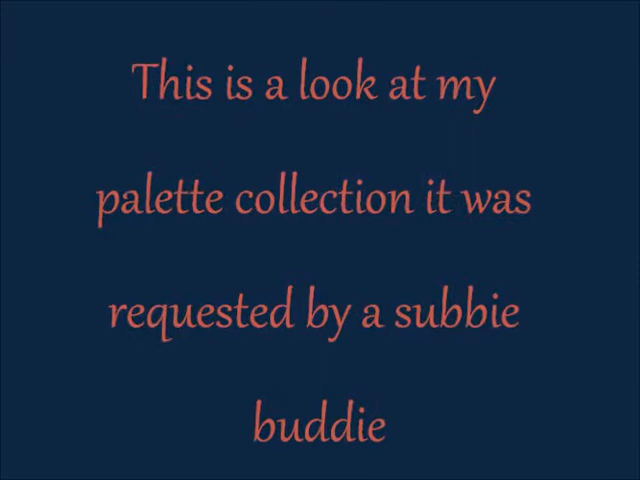 This is a look at my
palette collection it was
requested by a subbie
buddie